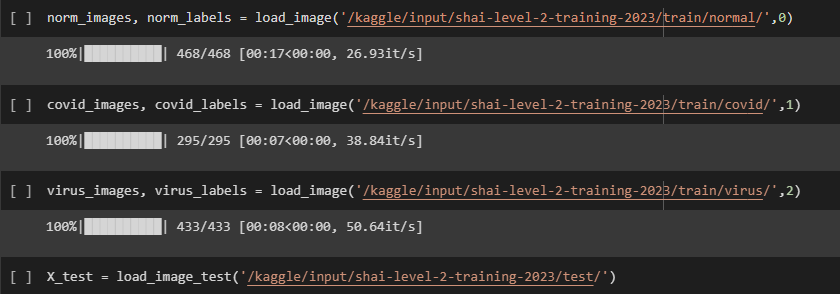 [ ] norm_images, norm_labels = load_image('/kaggle/input/shai-level-2-training-2023/train/normal/',0)
100%|██████████| 468/468 [00:17<00:00, 26.93it/s]
[ ] covid_images, covid_labels = load_image('/kaggle/input/shai-level-2-training-2023/train/covid/',1)
100%|██████████| 295/295 [00:07<00:00, 38.84it/s]
[ ] virus_images, virus_labels = load_image('/kaggle/input/shai-level-2-training-2023/train/virus/',2)
100%|██████████| 433/433 [00:08<00:00, 50.64it/s]
[ ] X_test = load_image_test('/kaggle/input/shai-level-2-training-2023/test/')